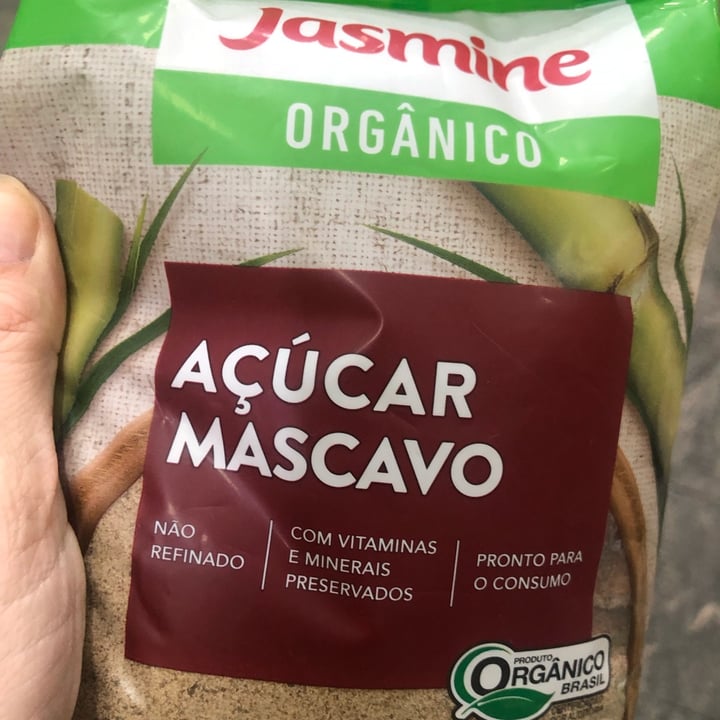 Jasmine
ORGÂNICO
AÇÚCAR
MASCAVO
NÃO
REFINADO
COM VITAMINAS
E MINERAIS
PRESERVADOS
PRONTO PARA
O CONSUMO
PRODUTO
ORGÂNICO
BRASIL